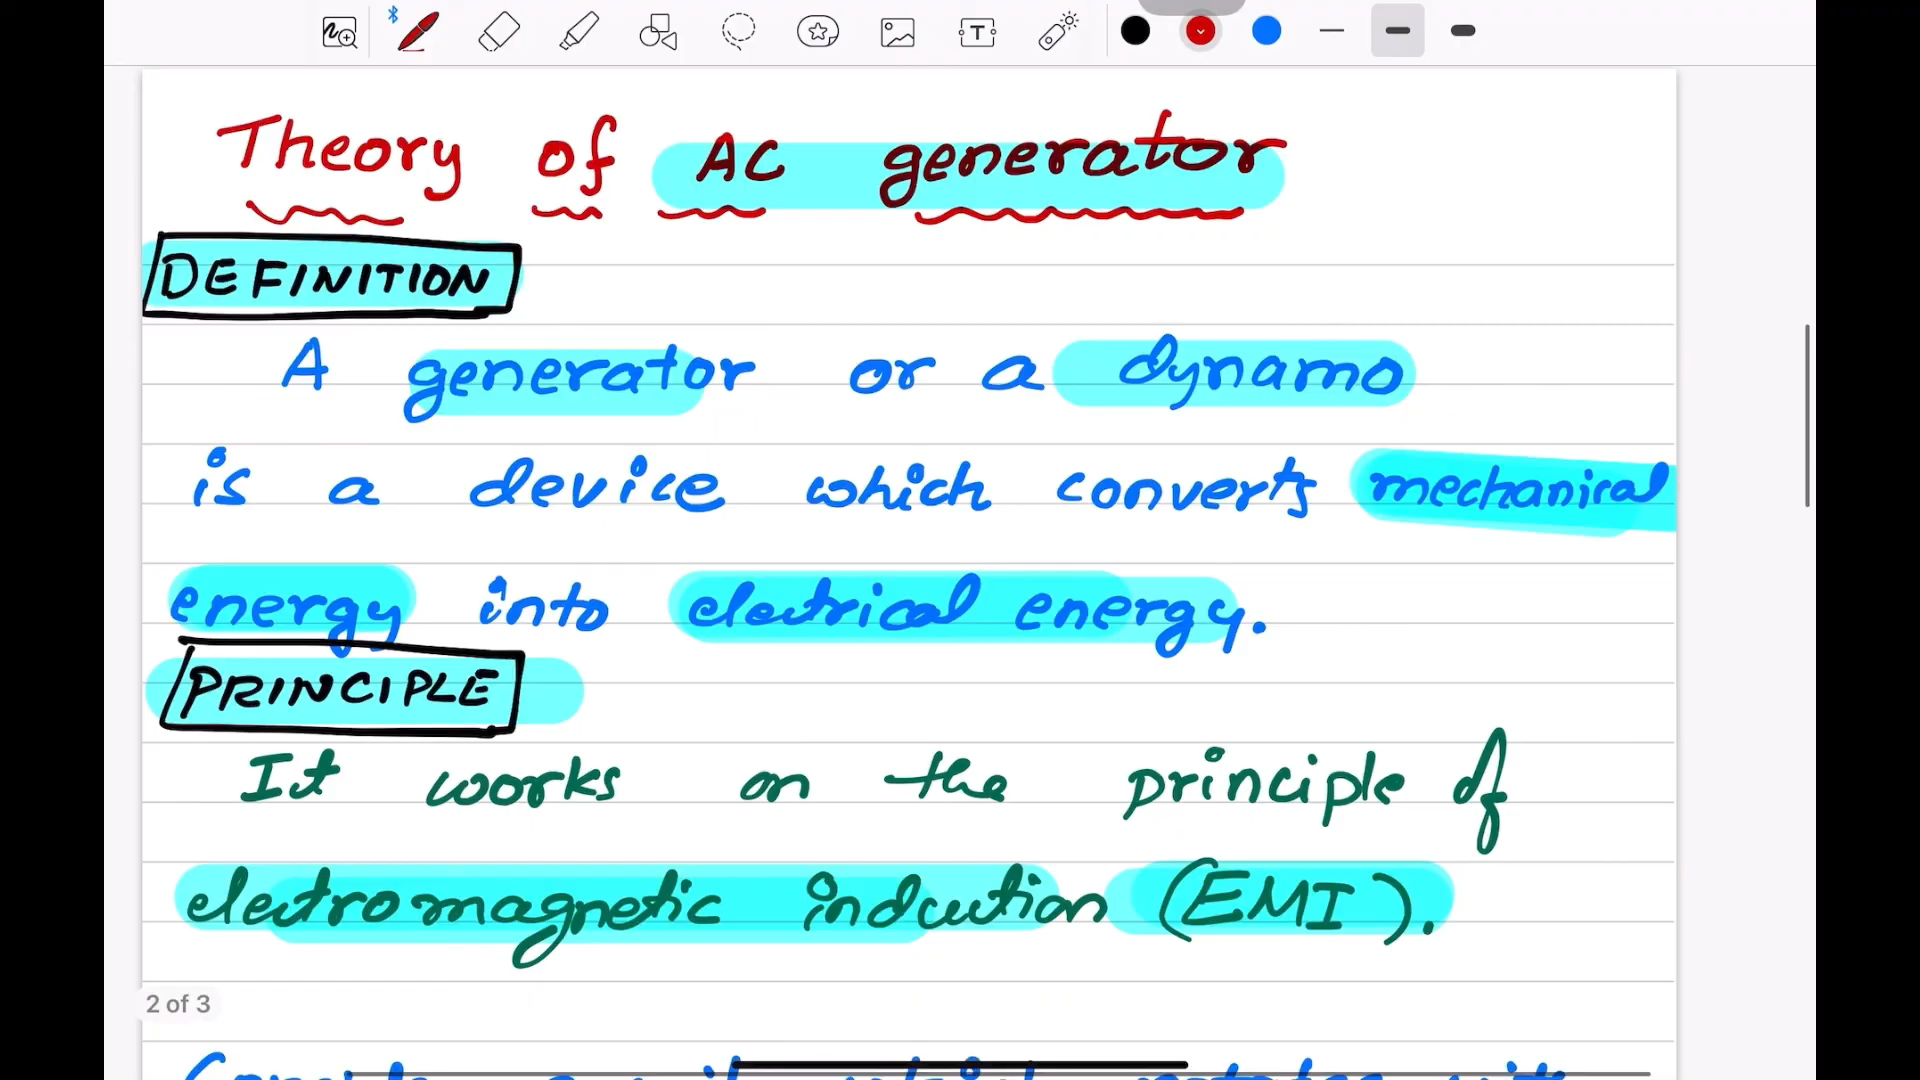 Theory of AC generator
DEFINITION
A generator or a dynamo
is a device which converts mechanical
energy into electrical energy.
PRINCIPLE
It works on the principle of
electromagnetic induction (EMI).
2 of 3